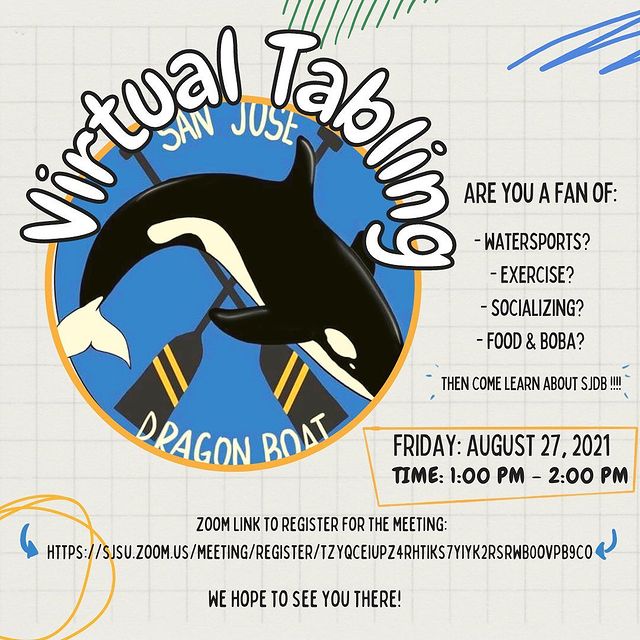 Virtual Tabling
SAN JOSE
DRAGON BOAT
ARE YOU A FAN OF:
- WATERSPORTS?
- EXERCISE?
- SOCIALIZING?
- FOOD & BOBA?
THEN COME LEARN ABOUT SJDB !!!!
FRIDAY: AUGUST 27, 2021
TIME: 1:00 PM - 2:00 PM
ZOOM LINK TO REGISTER FOR THE MEETING:
HTTPS://SJSU.ZOOM.US/MEETING/REGISTER/TZYQCEIUPZ4RHTIKS7YIYK2RSRWB0OVPB9CO
WE HOPE TO SEE YOU THERE!